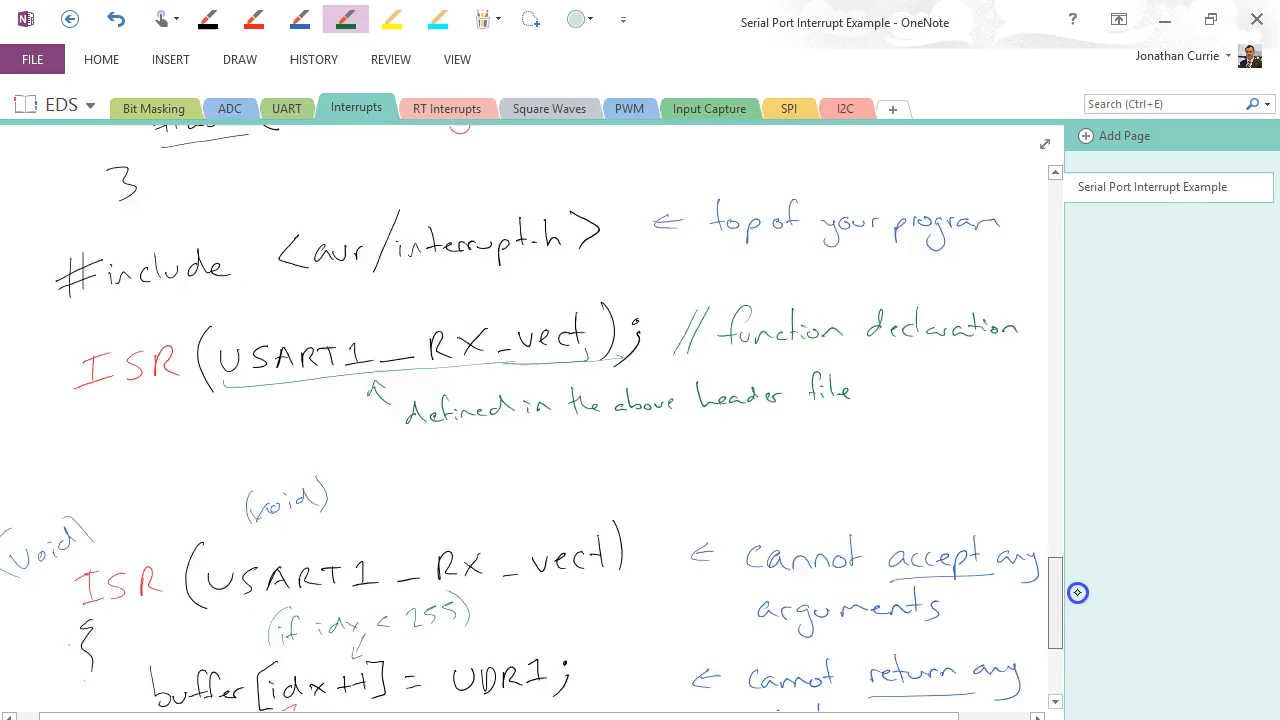 Serial Port Interrupt Example - OneNote
?
FILE HOME INSERT DRAW HISTORY REVIEW VIEW
Jonathan Currie
EDS
Bit Masking ADC UART Interrupts RT Interrupts Square Waves PWM Input Capture SPI I2C
Search (Ctrl+E)
Add Page
Serial Port Interrupt Example
}
#include <avr/interrupt.h> ← top of your program
ISR (USART1_RX_vect); // function declaration
defined in the above header file
(void)
(void)
ISR (USART1_RX_vect) ← cannot accept any
arguments
{
(if idx < 255)
buffer[idx++] = UDR1; ← cannot return any